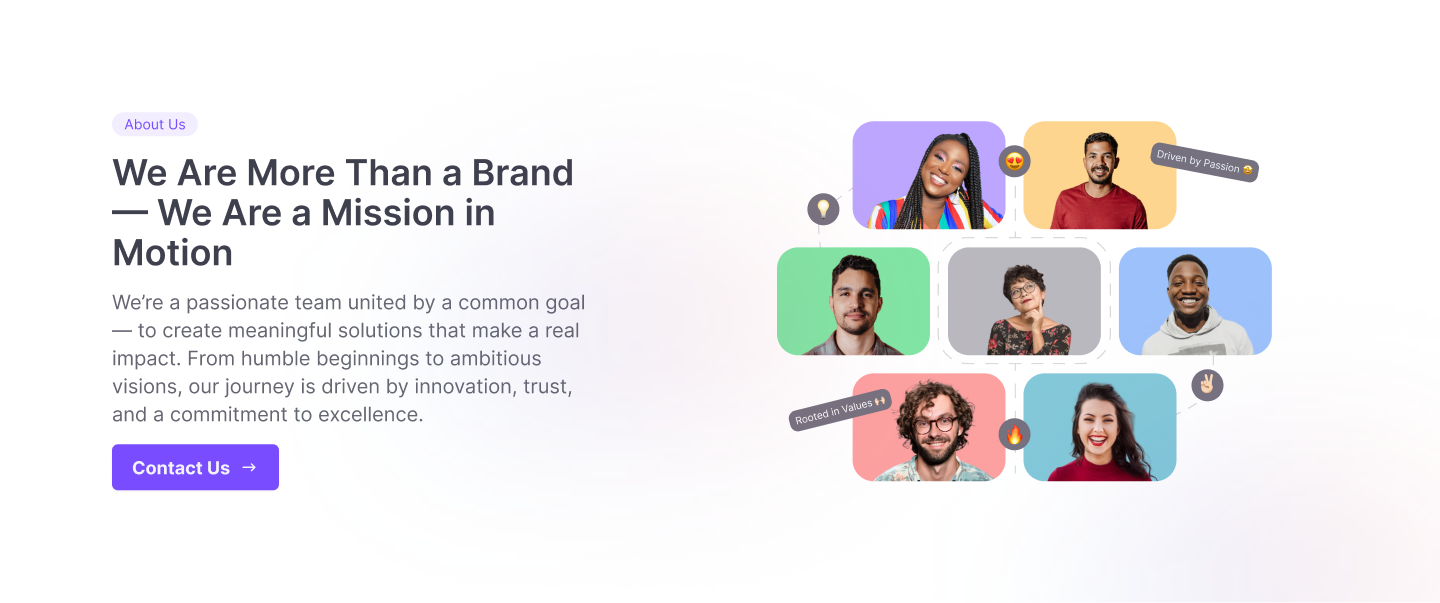 About Us
We Are More Than a Brand
— We Are a Mission in
Motion
We’re a passionate team united by a common goal
— to create meaningful solutions that make a real
impact. From humble beginnings to ambitious
visions, our journey is driven by innovation, trust,
and a commitment to excellence.
Contact Us →
Driven by Passion 🤩
Rooted in Values 🙌🏻